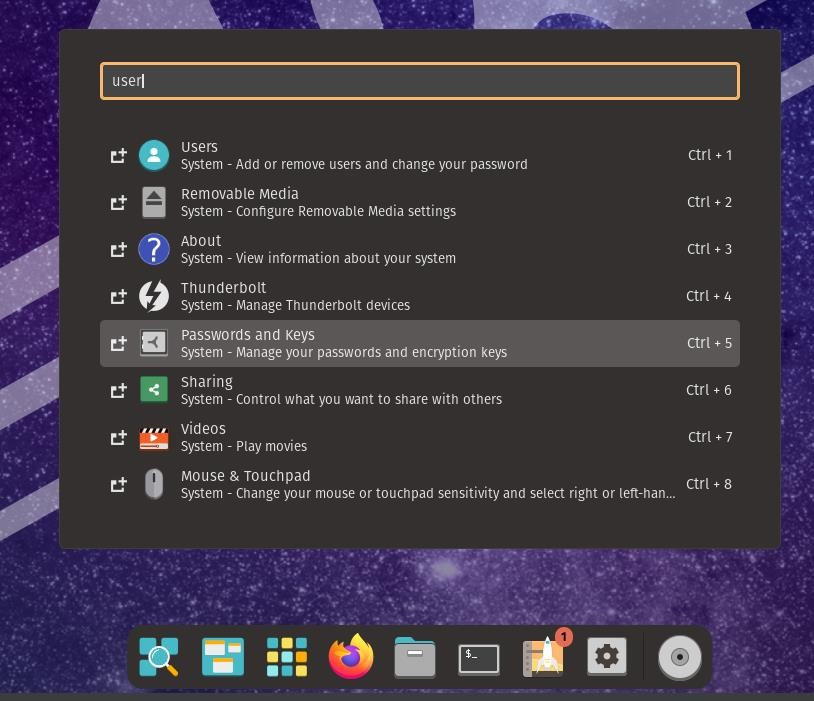 user
Users
System - Add or remove users and change your password
Ctrl + 1
Removable Media
System - Configure Removable Media settings
Ctrl + 2
About
System - View information about your system
Ctrl + 3
Thunderbolt
System - Manage Thunderbolt devices
Ctrl + 4
Passwords and Keys
System - Manage your passwords and encryption keys
Ctrl + 5
Sharing
System - Control what you want to share with others
Ctrl + 6
Videos
System - Play movies
Ctrl + 7
Mouse & Touchpad
System - Change your mouse or touchpad sensitivity and select right or left-han...
Ctrl + 8
$_
1